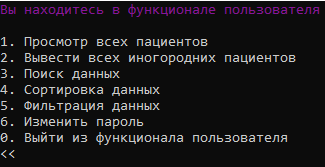 Вы находитесь в функционале пользователя
1. Просмотр всех пациентов
2. Вывести всех иногородних пациентов
3. Поиск данных
4. Сортировка данных
5. Фильтрация данных
6. Изменить пароль
0. Выйти из функционала пользователя
<<